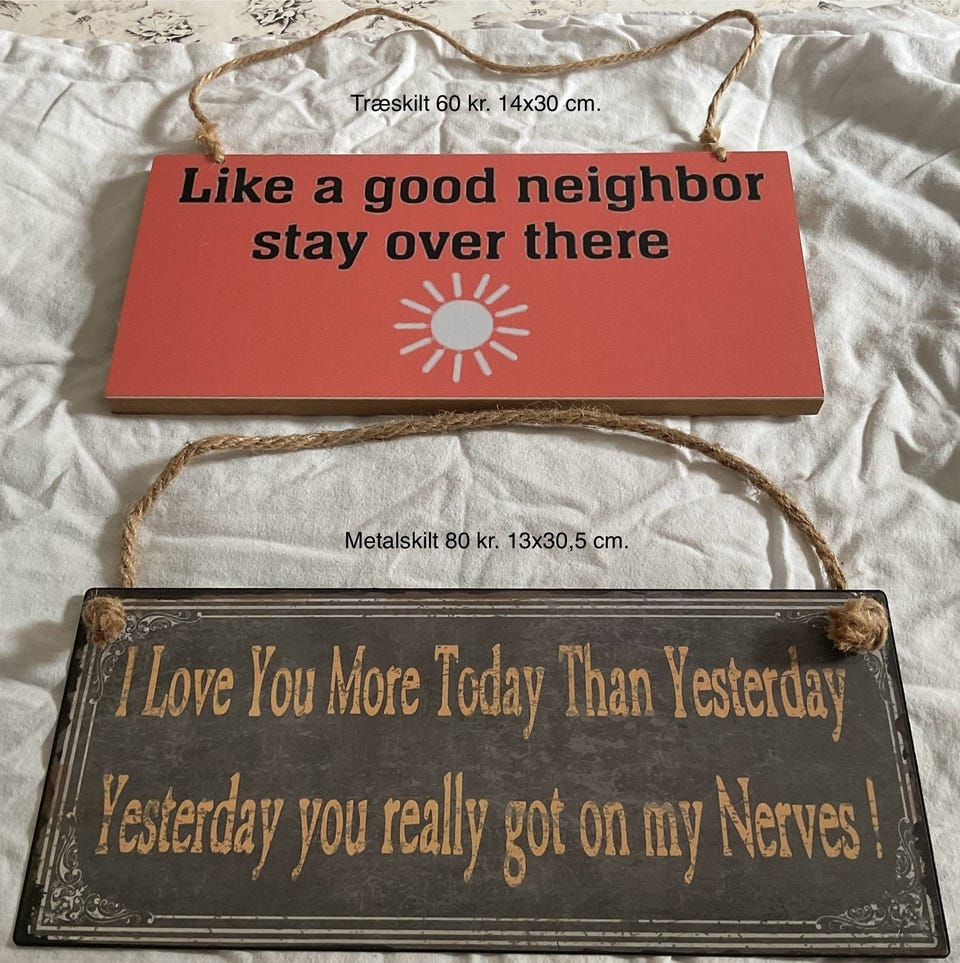 Træskilt 60 kr. 14x30 cm.
Like a good neighbor
stay over there
Metalskilt 80 kr. 13x30,5 cm.
I Love You More Today Than Yesterday
Yesterday you really got on my Nerves !